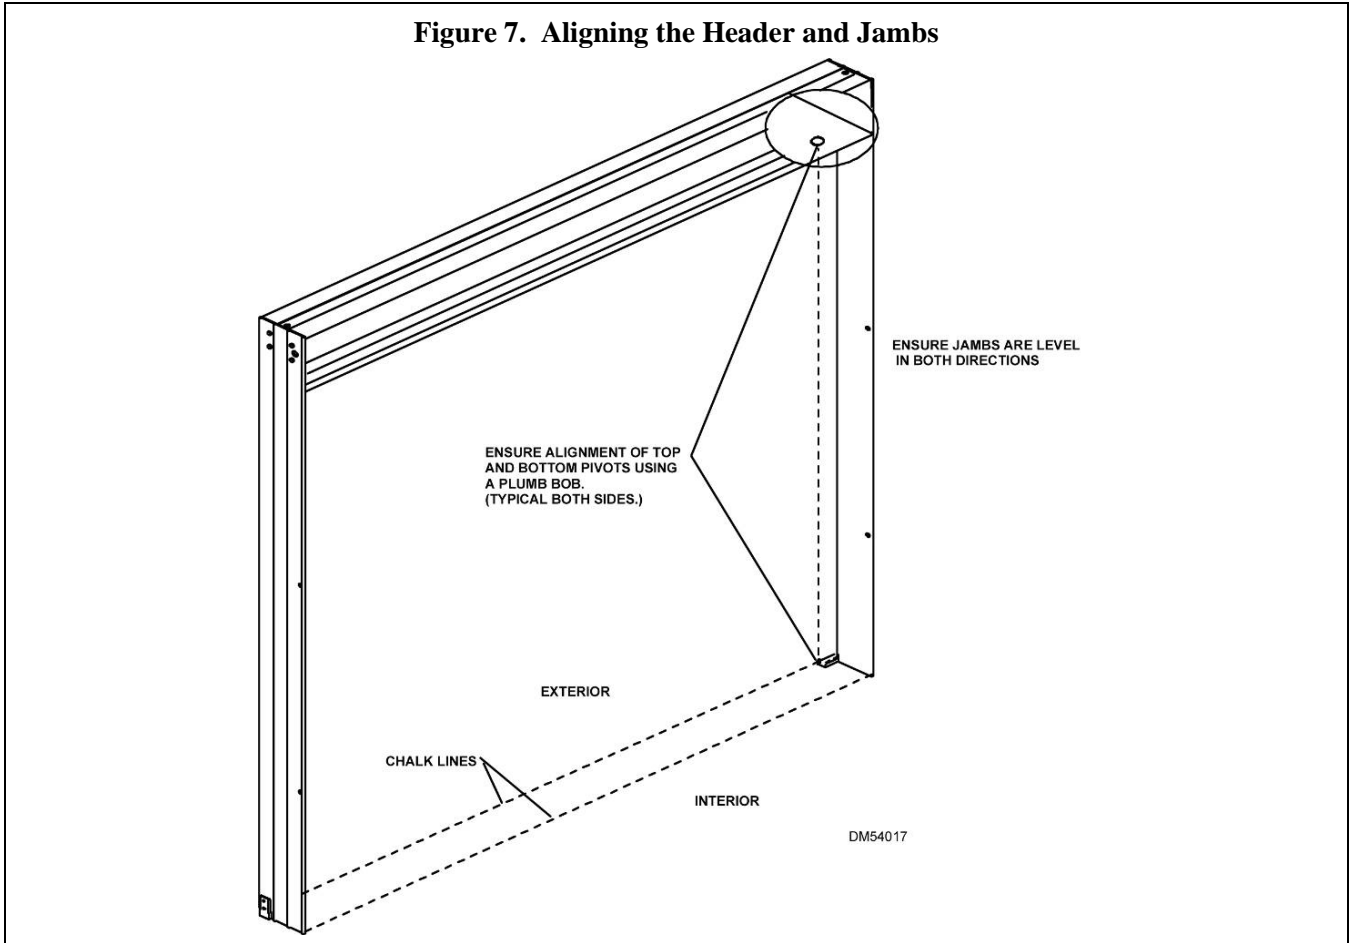 Figure 7. Aligning the Header and Jambs
ENSURE JAMBS ARE LEVEL
IN BOTH DIRECTIONS
ENSURE ALIGNMENT OF TOP
AND BOTTOM PIVOTS USING
A PLUMB BOB.
(TYPICAL BOTH SIDES.)
EXTERIOR
CHALK LINES
INTERIOR
DM54017